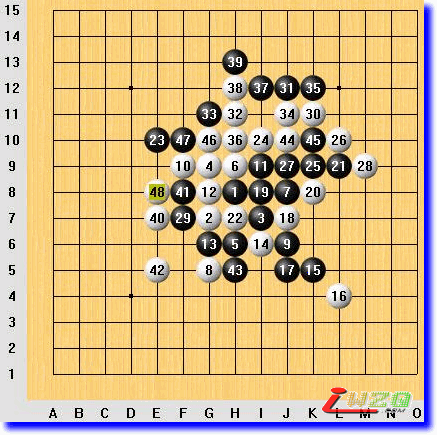 15
14
13 39
12 38 37 31 35
11 33 32 34 30
10 23 47 46 36 24 44 45 26
9 10 4 6 11 27 25 21 28
8 48 41 12 1 19 7 20
7 40 29 2 22 3 18
6 13 5 14 9
5 42 8 43 17 15
4 16
3
2
1
A B C D E F G H I J K L M N O
iWZQ
.COM